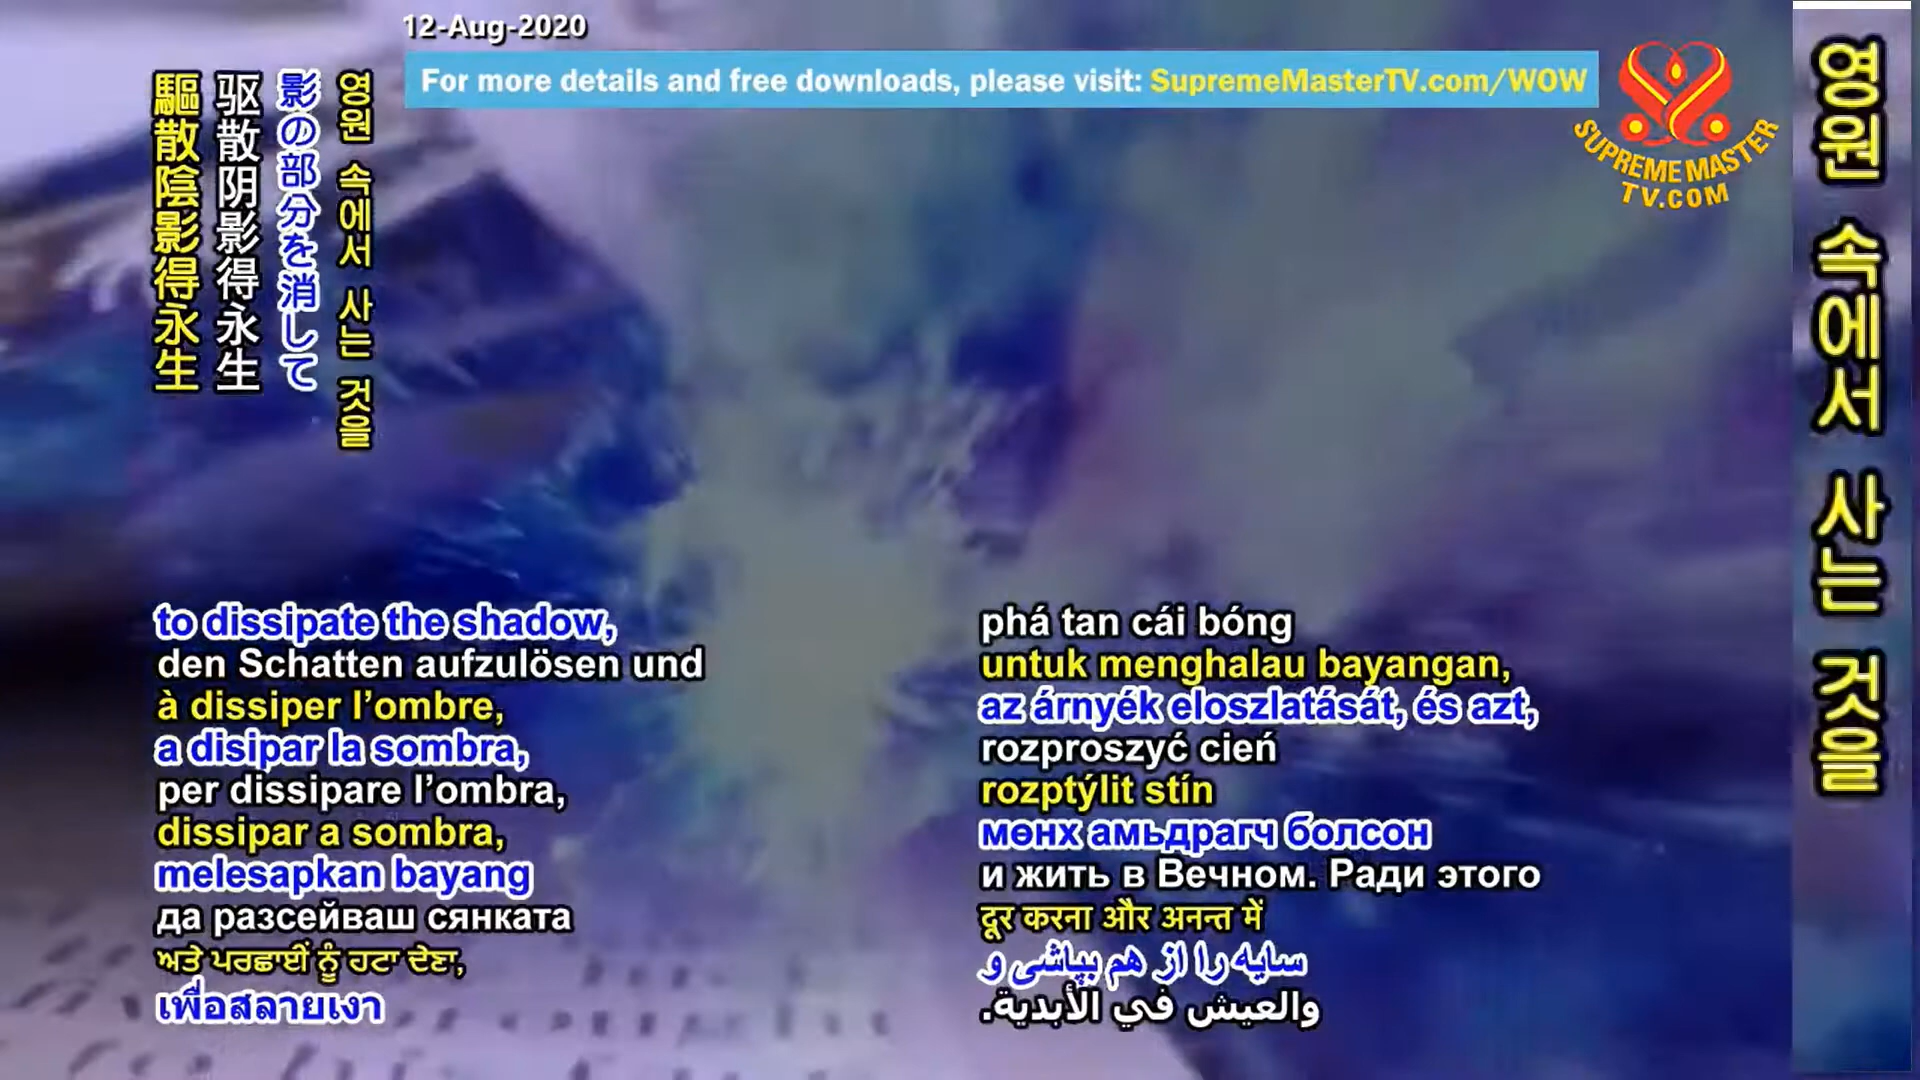 12-Aug-2020
For more details and free downloads, please visit: SupremeMasterTV.com/WOW
SUPREME MASTER
TV.COM
驅散陰影得永生
驱散阴影得永生
影の部分を消して
영원 속에서 사는 것을
영원 속에서 사는 것을
to dissipate the shadow,
den Schatten aufzulösen und
à dissiper l’ombre,
a disipar la sombra,
per dissipare l’ombra,
dissipar a sombra,
melesapkan bayang
да разсейваш сянката
ਅਤੇ ਪਰਛਾਈਂ ਨੂੰ ਹਟਾ ਦੇਣਾ,
เพื่อสลายเงา
phá tan cái bóng
untuk menghalau bayangan,
az árnyék eloszlatását, és azt,
rozproszyć cień
rozptýlit stín
мөнх амьдрагч болсон
и жить в Вечном. Ради этого
दूर करना और अनन्त में
سایه را از هم بپاشی و
والعيش في الأبدية.